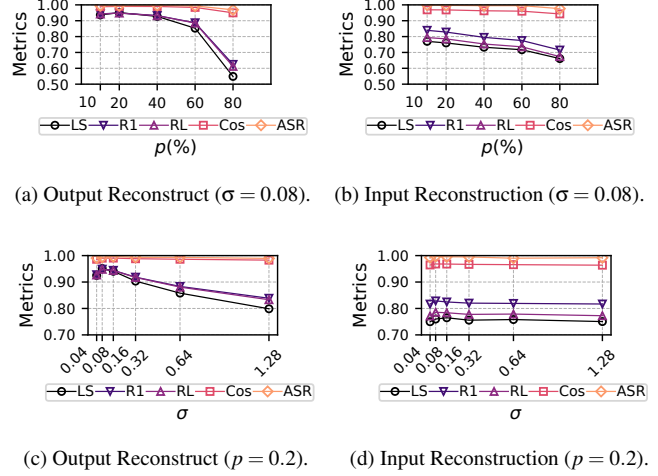 1.00
0.90
0.80
0.70
0.60
0.50
Metrics
10 20 40 60 80
LS R1 RL Cos ASR
p(%)
(a) Output Reconstruct (σ = 0.08).
1.00
0.90
0.80
0.70
0.60
0.50
Metrics
10 20 40 60 80
LS R1 RL Cos ASR
p(%)
(b) Input Reconstruction (σ = 0.08).
1.00
0.90
0.80
0.70
Metrics
0.04 0.08 0.16 0.32 0.64 1.28
LS R1 RL Cos ASR
σ
(c) Output Reconstruct (p = 0.2).
1.00
0.90
0.80
0.70
Metrics
0.04 0.08 0.16 0.32 0.64 1.28
LS R1 RL Cos ASR
σ
(d) Input Reconstruction (p = 0.2).